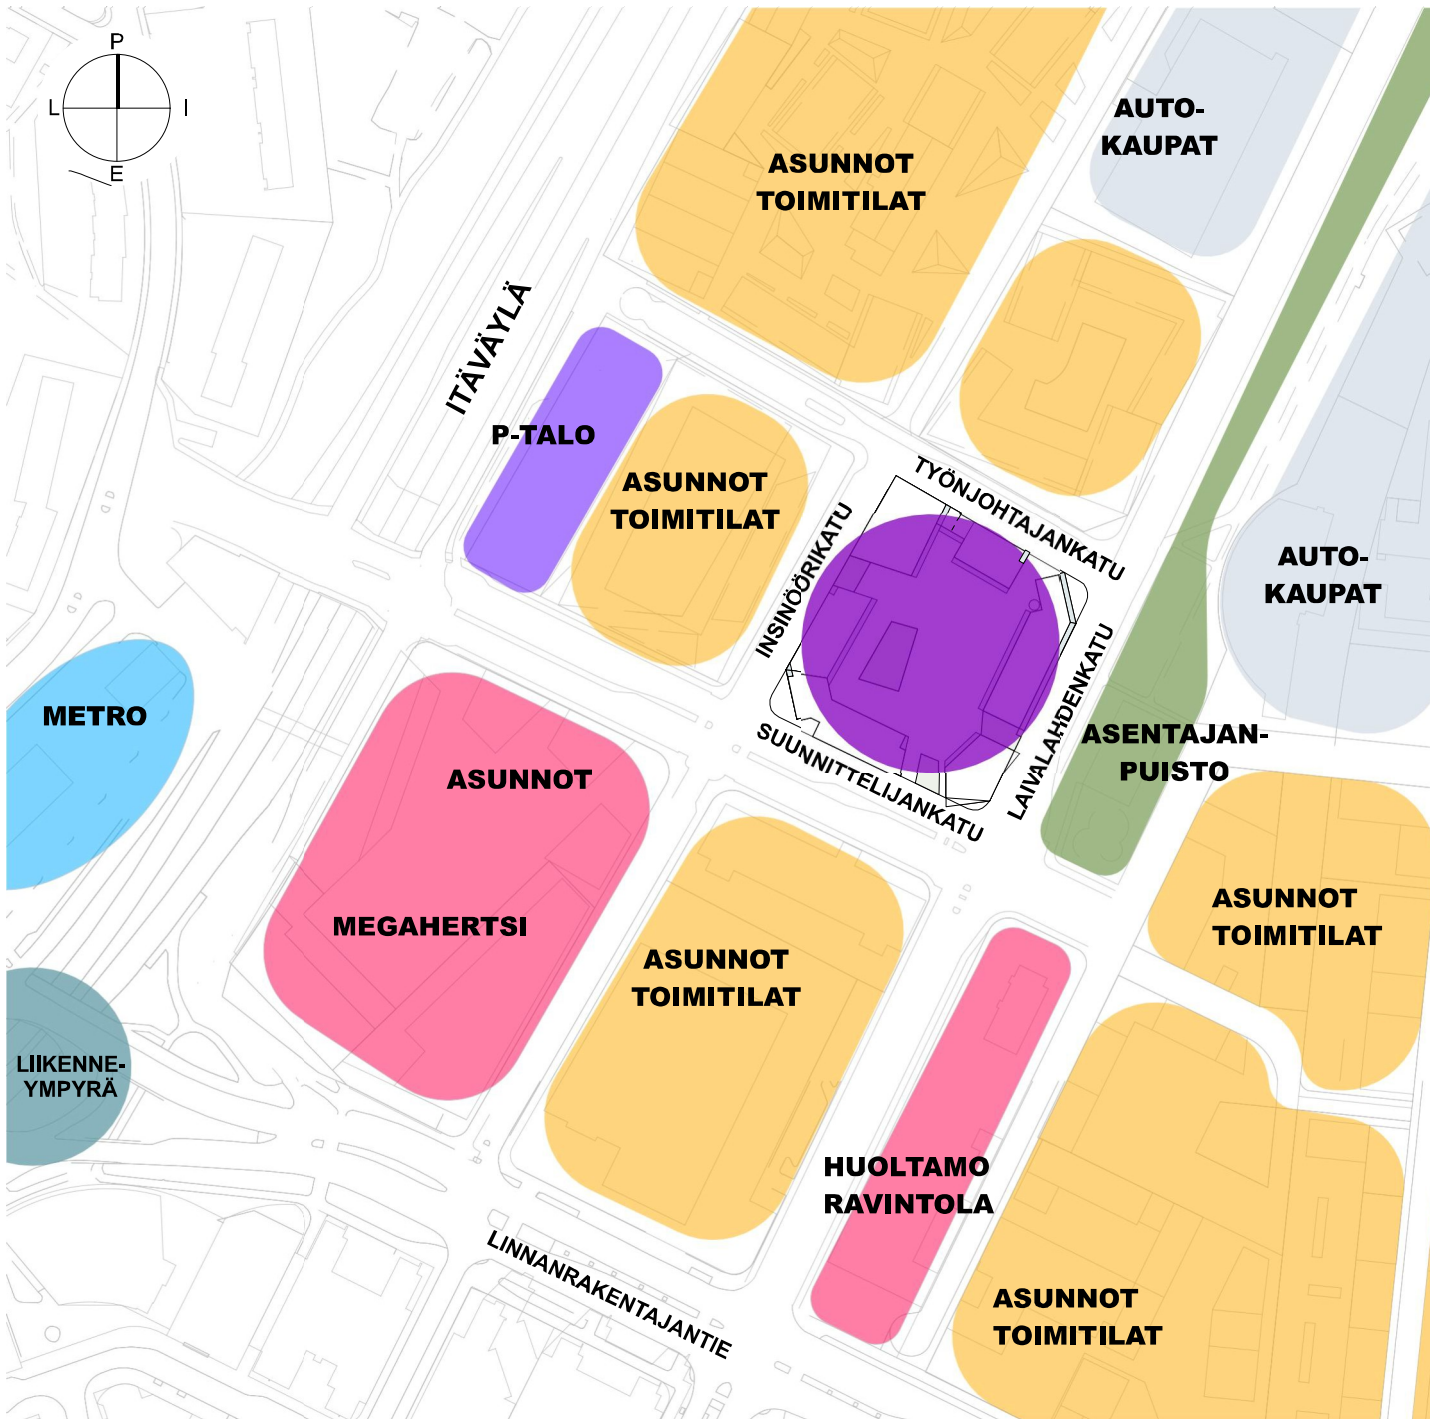 P
L
I
E
AUTO-
KAUPAT
ASUNNOT
TOIMITILAT
ITÄVÄYLÄ
P-TALO
ASUNNOT
TOIMITILAT
TYÖNJOHTAJANKATU
INSINÖÖRIKATU
AUTO-
KAUPAT
LAIVALAHDENKATU
METRO
SUUNNITTELIJANKATU
ASENTAJAN-
PUISTO
ASUNNOT
MEGAHERTSI
ASUNNOT
TOIMITILAT
ASUNNOT
TOIMITILAT
LIIKENNE-
YMPYRÄ
HUOLTAMO
RAVINTOLA
LINNANRAKENTAJANTIE
ASUNNOT
TOIMITILAT